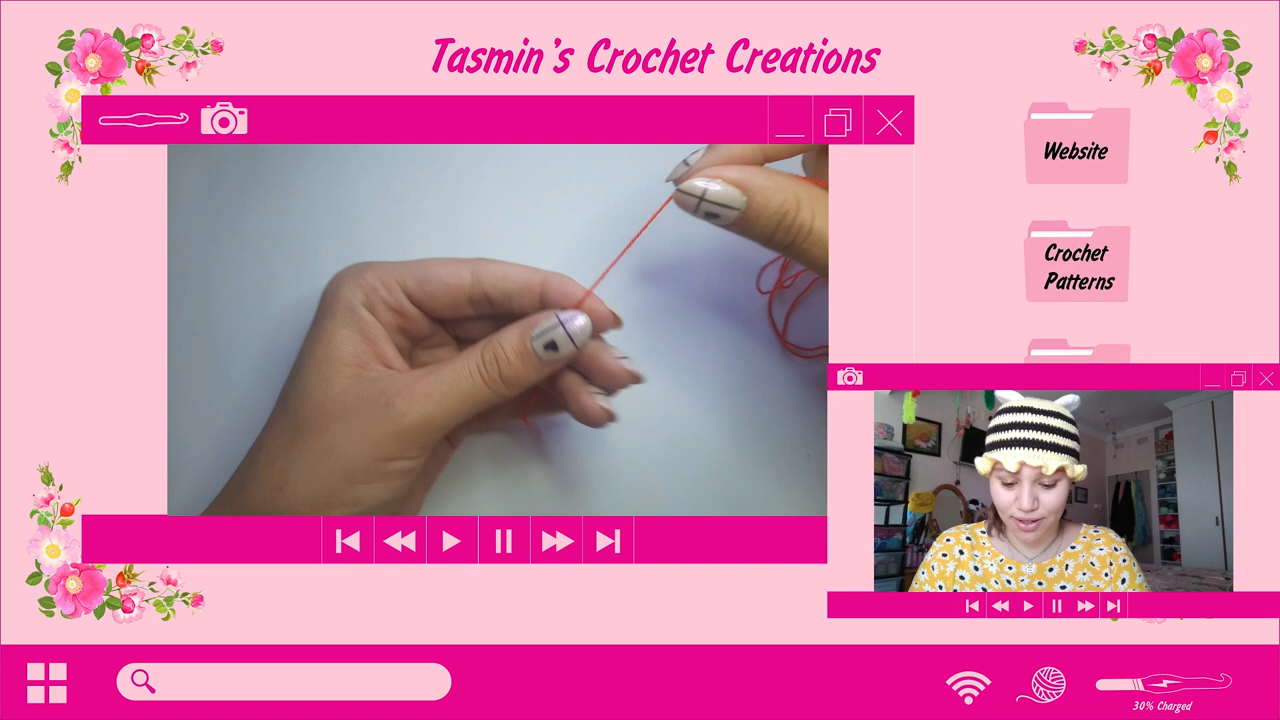 Tasmin's Crochet Creations
Website
Crochet
Patterns
30% Charged